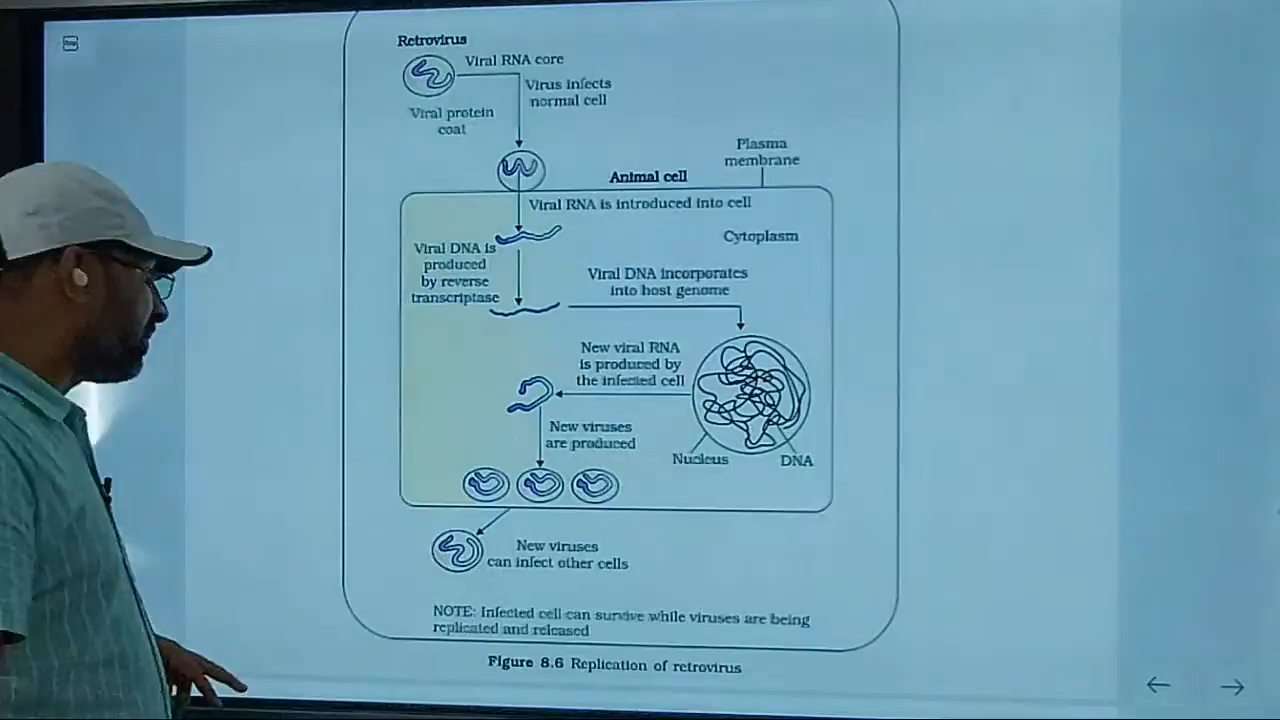 Retrovirus
Viral RNA core
Virus infects
normal cell
Viral protein
coat
Plasma
membrane
Animal cell
Viral RNA is introduced into cell
Cytoplasm
Viral DNA is
produced
by reverse
transcriptase
Viral DNA incorporates
into host genome
New viral RNA
is produced by
the infected cell
New viruses
are produced
Nucleus
DNA
New viruses
can infect other cells
NOTE: Infected cell can survive while viruses are being
replicated and released
Figure 8.6 Replication of retrovirus